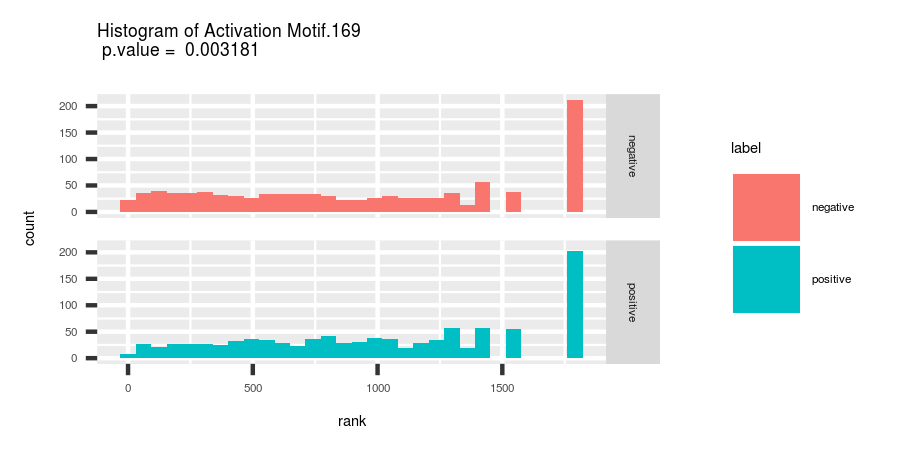 Histogram of Activation Motif.169
p.value = 0.003181
200
150
100
50
0
negative
200
150
100
50
0
positive
0 500 1000 1500
rank
count
label
negative
positive